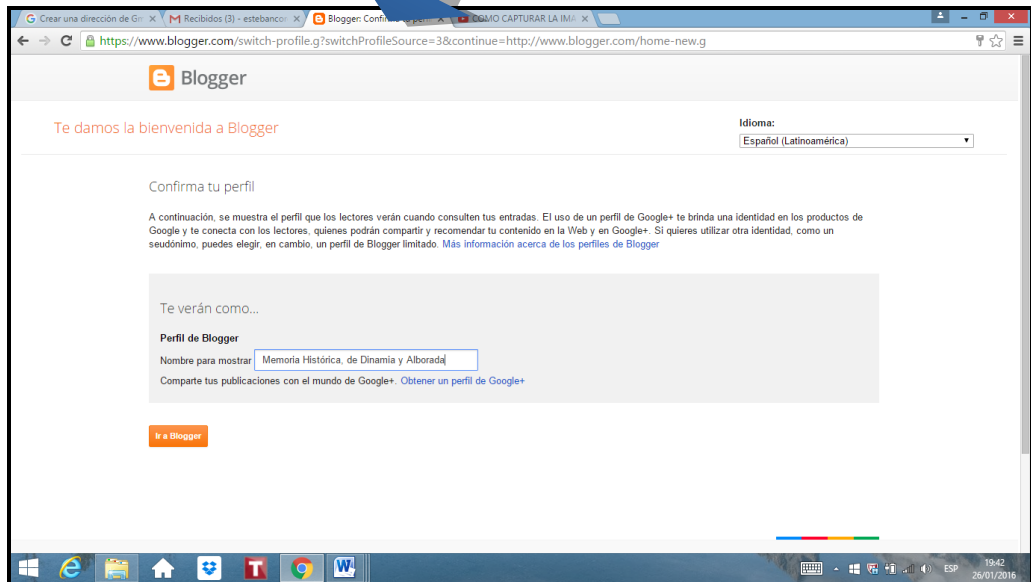 Crear una dirección de Gm
Recibidos (3) - estebancor
Blogger: Confirma tu perf
COMO CAPTURAR LA IMA
https://www.blogger.com/switch-profile.g?switchProfileSource=3&continue=http://www.blogger.com/home-new.g
Blogger
Te damos la bienvenida a Blogger
Idioma:
Español (Latinoamérica)
Confirma tu perfil
A continuación, se muestra el perfil que los lectores verán cuando consulten tus entradas. El uso de un perfil de Google+ te brinda una identidad en los productos de
Google y te conecta con los lectores, quienes podrán compartir y recomendar tu contenido en la Web y en Google+. Si quieres utilizar otra identidad, como un
seudónimo, puedes elegir, en cambio, un perfil de Blogger limitado. Más información acerca de los perfiles de Blogger
Te verán como...
Perfil de Blogger
Nombre para mostrar Memoria Histórica, de Dinamia y Alborada
Comparte tus publicaciones con el mundo de Google+. Obtener un perfil de Google+
Ir a Blogger
ESP
19:42
26/01/2016